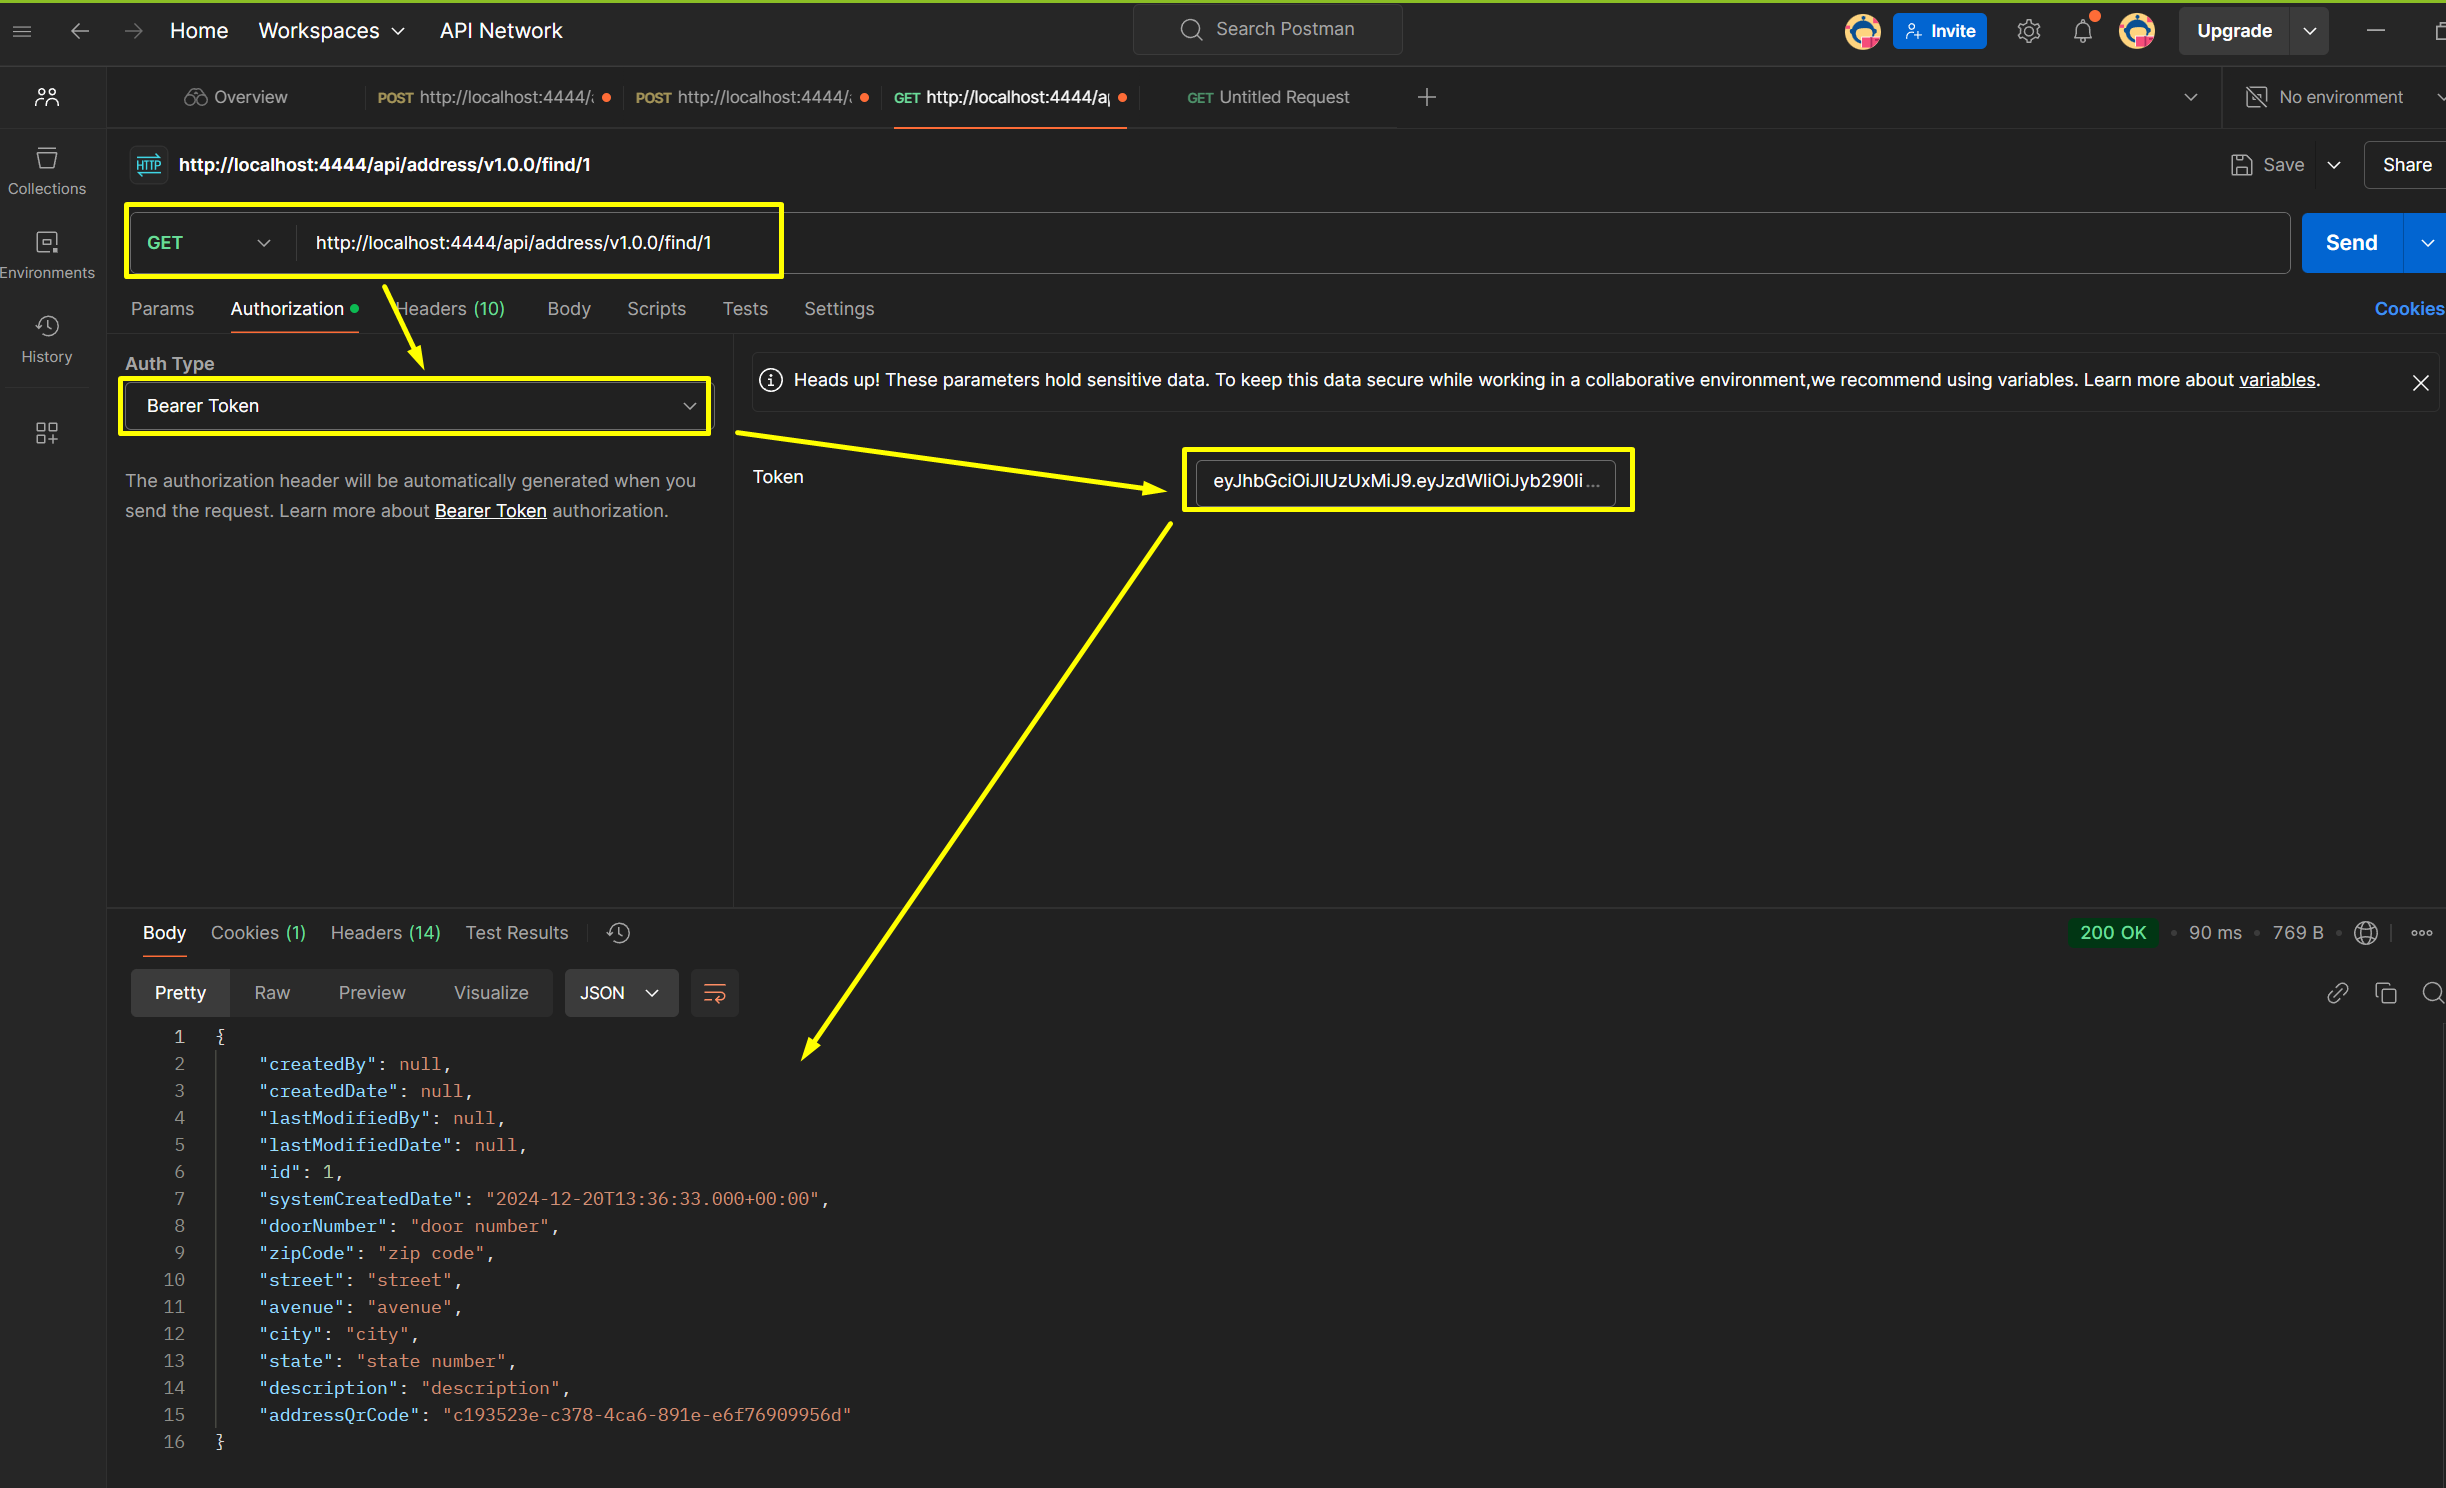 Home Workspaces API Network Search Postman Invite Upgrade
Overview POST http://localhost:4444/ POST http://localhost:4444/ GET http://localhost:4444/a GET Untitled Request No environment
HTTP http://localhost:4444/api/address/v1.0.0/find/1 Save Share
Collections
GET http://localhost:4444/api/address/v1.0.0/find/1 Send
Environments
Params Authorization Headers (10) Body Scripts Tests Settings Cookies
History
Auth Type
Bearer Token
Heads up! These parameters hold sensitive data. To keep this data secure while working in a collaborative environment,we recommend using variables. Learn more about variables.
The authorization header will be automatically generated when you
send the request. Learn more about Bearer Token authorization.
Token eyJhbGciOiJIUzUxMiJ9.eyJzdWIiOiJyb290Ii...
Body Cookies (1) Headers (14) Test Results 200 OK • 90 ms • 769 B •
Pretty Raw Preview Visualize JSON
1 {
2 "createdBy": null,
3 "createdDate": null,
4 "lastModifiedBy": null,
5 "lastModifiedDate": null,
6 "id": 1,
7 "systemCreatedDate": "2024-12-20T13:36:33.000+00:00",
8 "doorNumber": "door number",
9 "zipCode": "zip code",
10 "street": "street",
11 "avenue": "avenue",
12 "city": "city",
13 "state": "state number",
14 "description": "description",
15 "addressQrCode": "c193523e-c378-4ca6-891e-e6f76909956d"
16 }